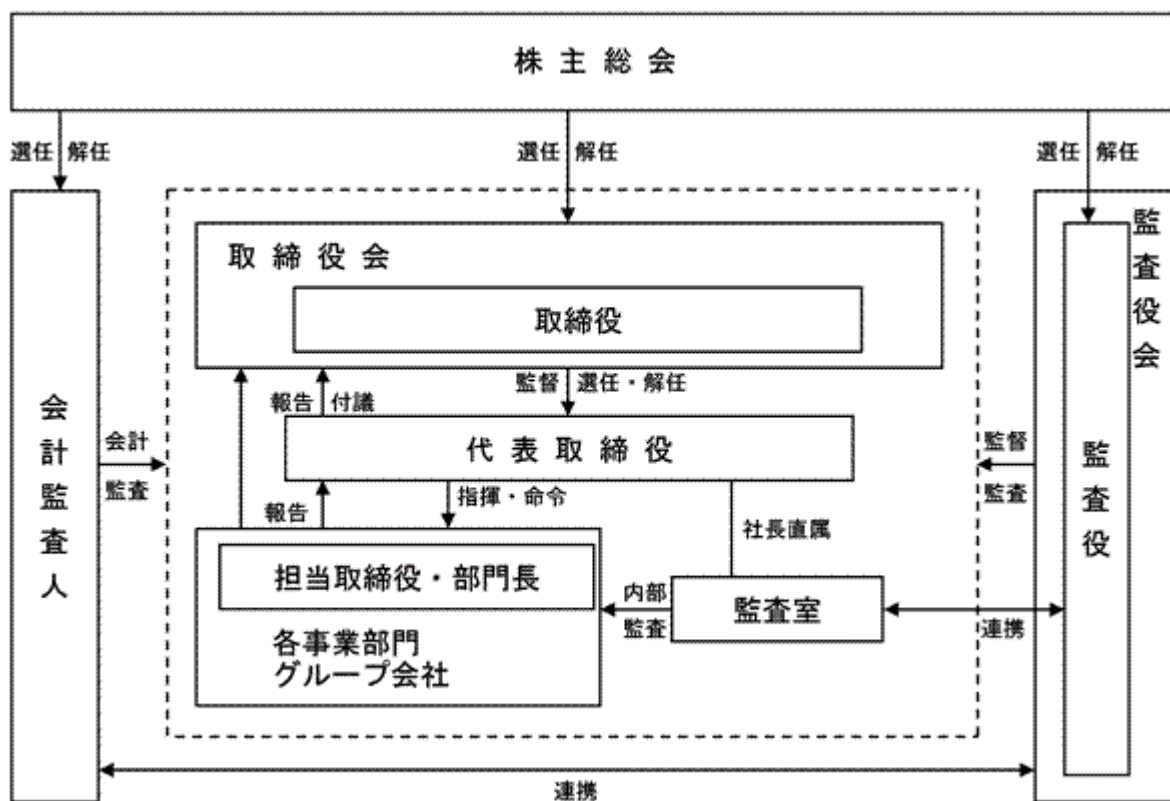 株主総会
選任 解任
選任 解任
選任 解任
会計監査人
取締役会
取締役
監査役会
監査役
監督 選任・解任
報告 付議
代表取締役
会計
監査
監督
監査
報告
指揮・命令
社長直属
担当取締役・部門長
各事業部門
グループ会社
内部
監査
監査室
連携
連携